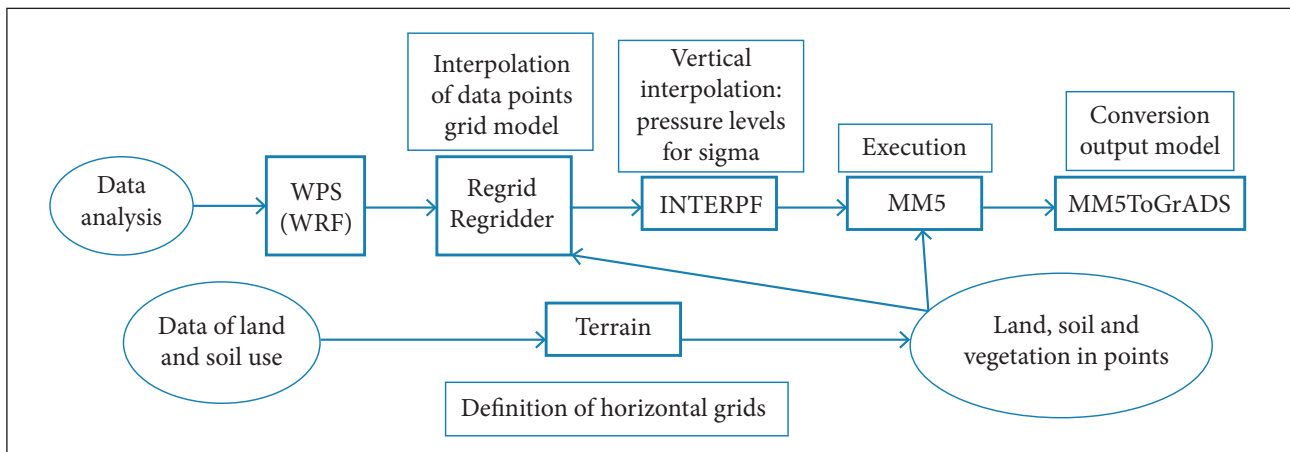 Interpolation
of data points
grid model
Vertical
interpolation:
pressure levels
for sigma
Execution
Conversion
output model
Data
analysis
WPS
(WRF)
Regrid
Regridder
INTERPF
MM5
MM5ToGrADS
Data of land
and soil use
Terrain
Land, soil and
vegetation in points
Definition of horizontal grids